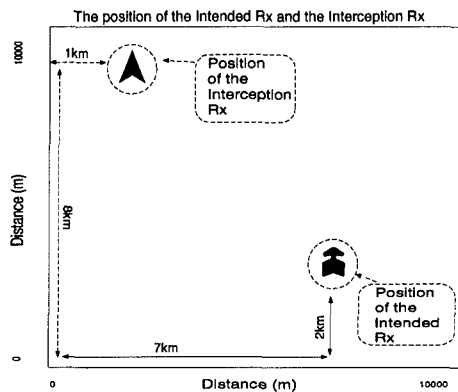 The position of the Intended Rx and the Interception Rx
10000
1km
Position
of the
Interception
Rx
Distance (m)
8km
Position
of the
Intended
Rx
2km
7km
0
0
Distance (m)
10000